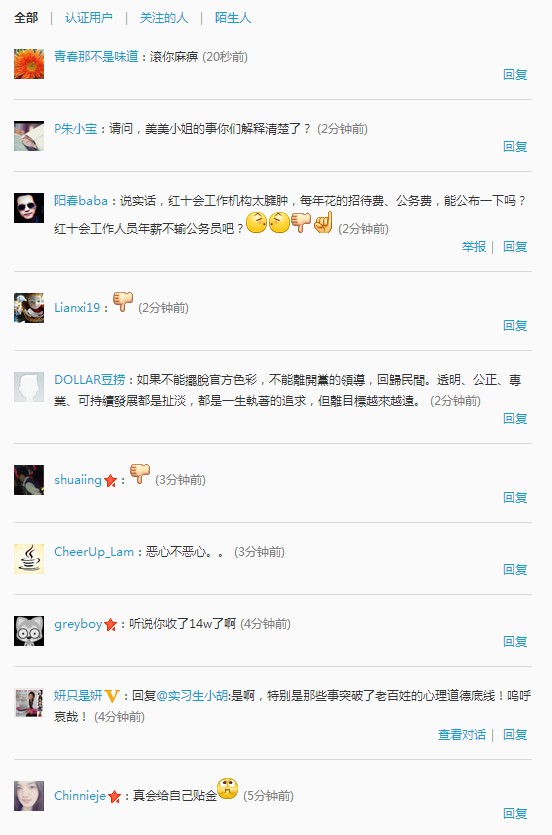 全部 | 认证用户 | 关注的人 | 陌生人
青春那不是味道：滚你麻痹 (20秒前)
回复
P朱小宝：请问，美美小姐的事你们解释清楚了？ (2分钟前)
回复
阳春baba：说实话，红十会工作机构太臃肿，每年花的招待费、公务费，能公布一下吗？
红十会工作人员年薪不输公务员吧？ (2分钟前)
举报 | 回复
Lianxi19： (2分钟前)
回复
DOLLAR豆捞：如果不能擺脫官方色彩，不能離開黨的領導，回歸民間。透明、公正、專
業、可持續發展都是扯淡，都是一生執著的追求，但離目標越來越遠。 (2分钟前)
回复
shuaiing： (3分钟前)
回复
CheerUp_Lam：恶心不恶心。。 (3分钟前)
回复
greyboy：听说你收了14w了啊 (4分钟前)
回复
妍只是妍V：回复@实习生小胡:是啊，特别是那些事突破了老百姓的心理道德底线！呜呼
哀哉！ (4分钟前)
查看对话 | 回复
Chinnieje：真会给自己贴金 (5分钟前)
回复